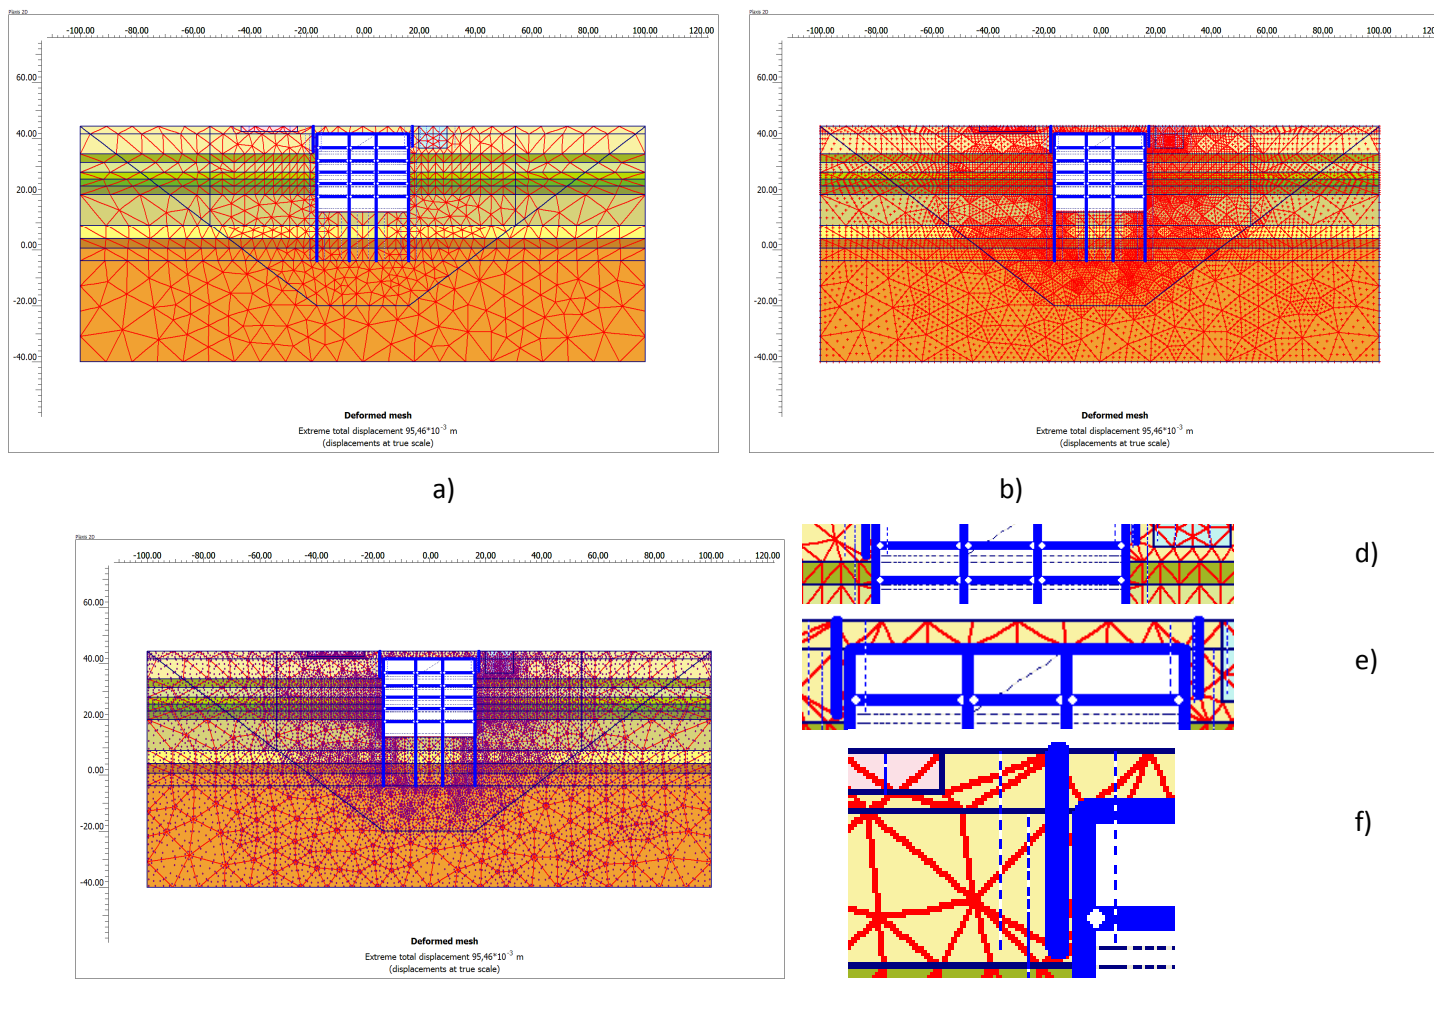 Plaxis 2D
-100.00 -80.00 -60.00 -40.00 -20.00 0.00 20.00 40.00 60.00 80.00 100.00 120.00
60.00
40.00
20.00
0.00
-20.00
-40.00
Deformed mesh
Extreme total displacement 95,46*10⁻³ m
(displacements at true scale)
a)
-100.00 -80.00 -60.00 -40.00 -20.00 0.00 20.00 40.00 60.00 80.00 100.00 120
60.00
40.00
20.00
0.00
-20.00
-40.00
Deformed mesh
Extreme total displacement 95,46*10⁻³ m
(displacements at true scale)
b)
Plaxis 2D
-100.00 -80.00 -60.00 -40.00 -20.00 0.00 20.00 40.00 60.00 80.00 100.00 120.00
60.00
40.00
20.00
0.00
-20.00
-40.00
Deformed mesh
Extreme total displacement 95,46*10⁻³ m
(displacements at true scale)
d)
e)
f)